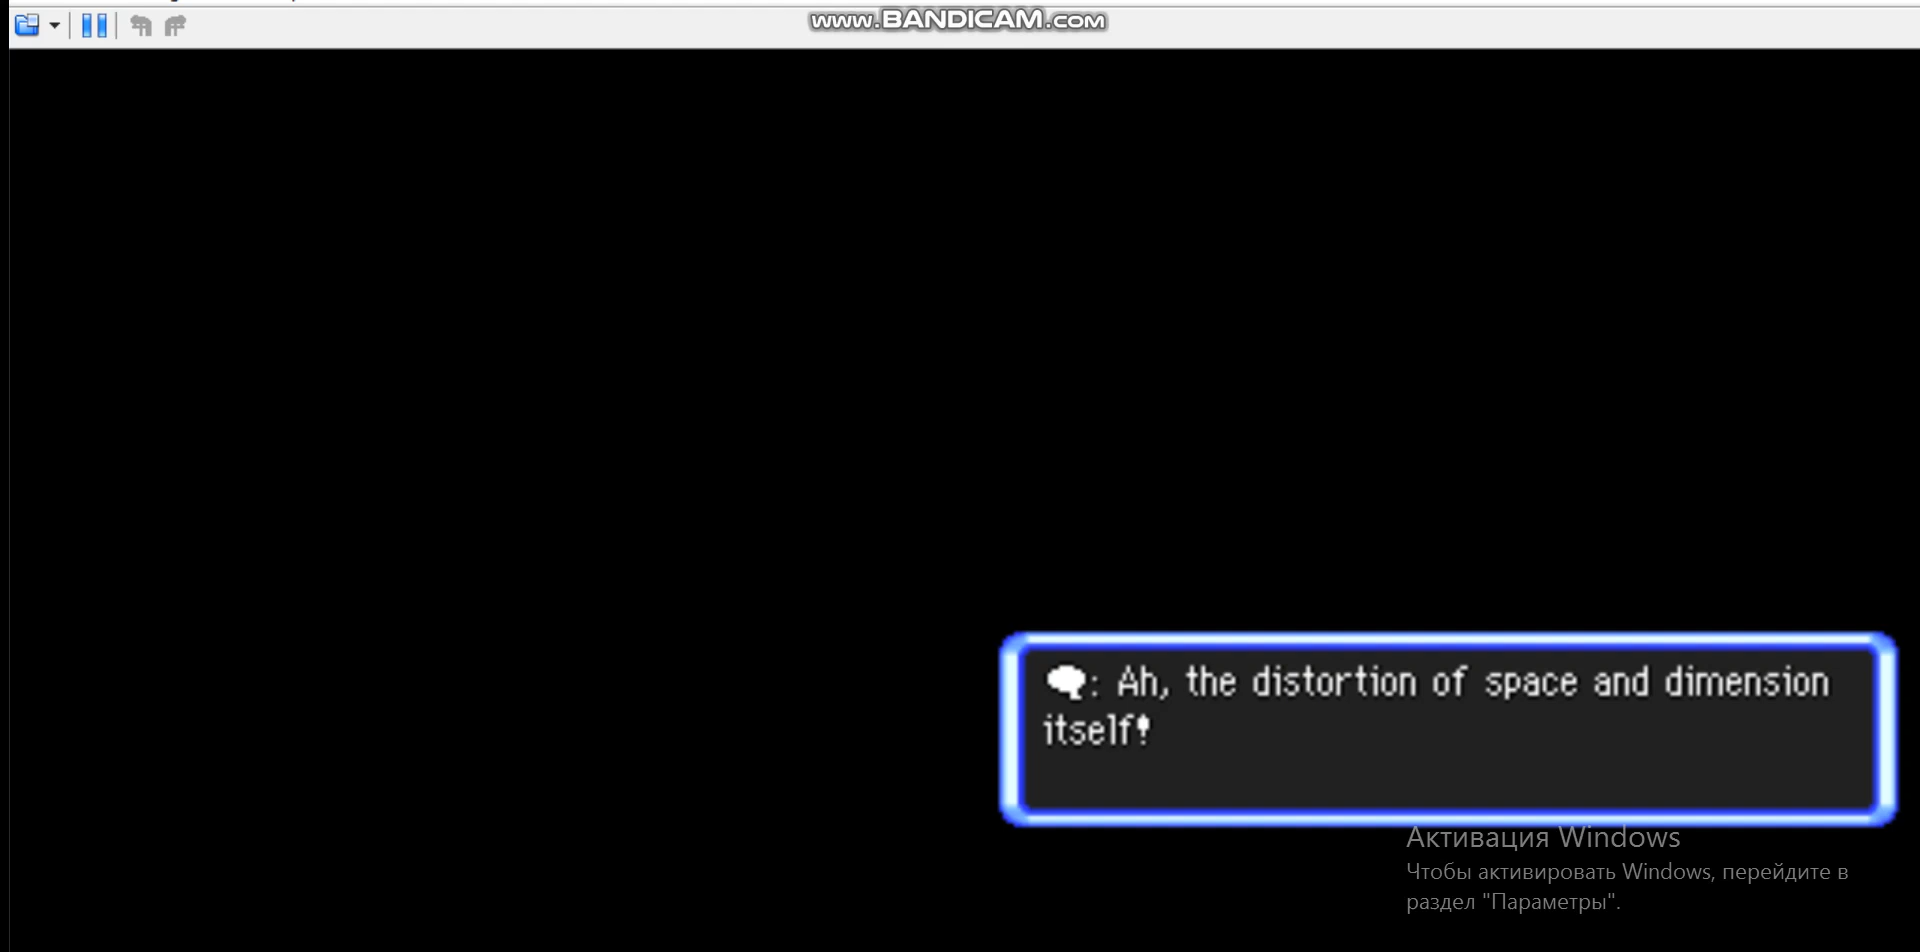 www.BANDICAM.com
: Ah, the distortion of space and dimension
itself!
Активация Windows
Чтобы активировать Windows, перейдите в
раздел "Параметры".